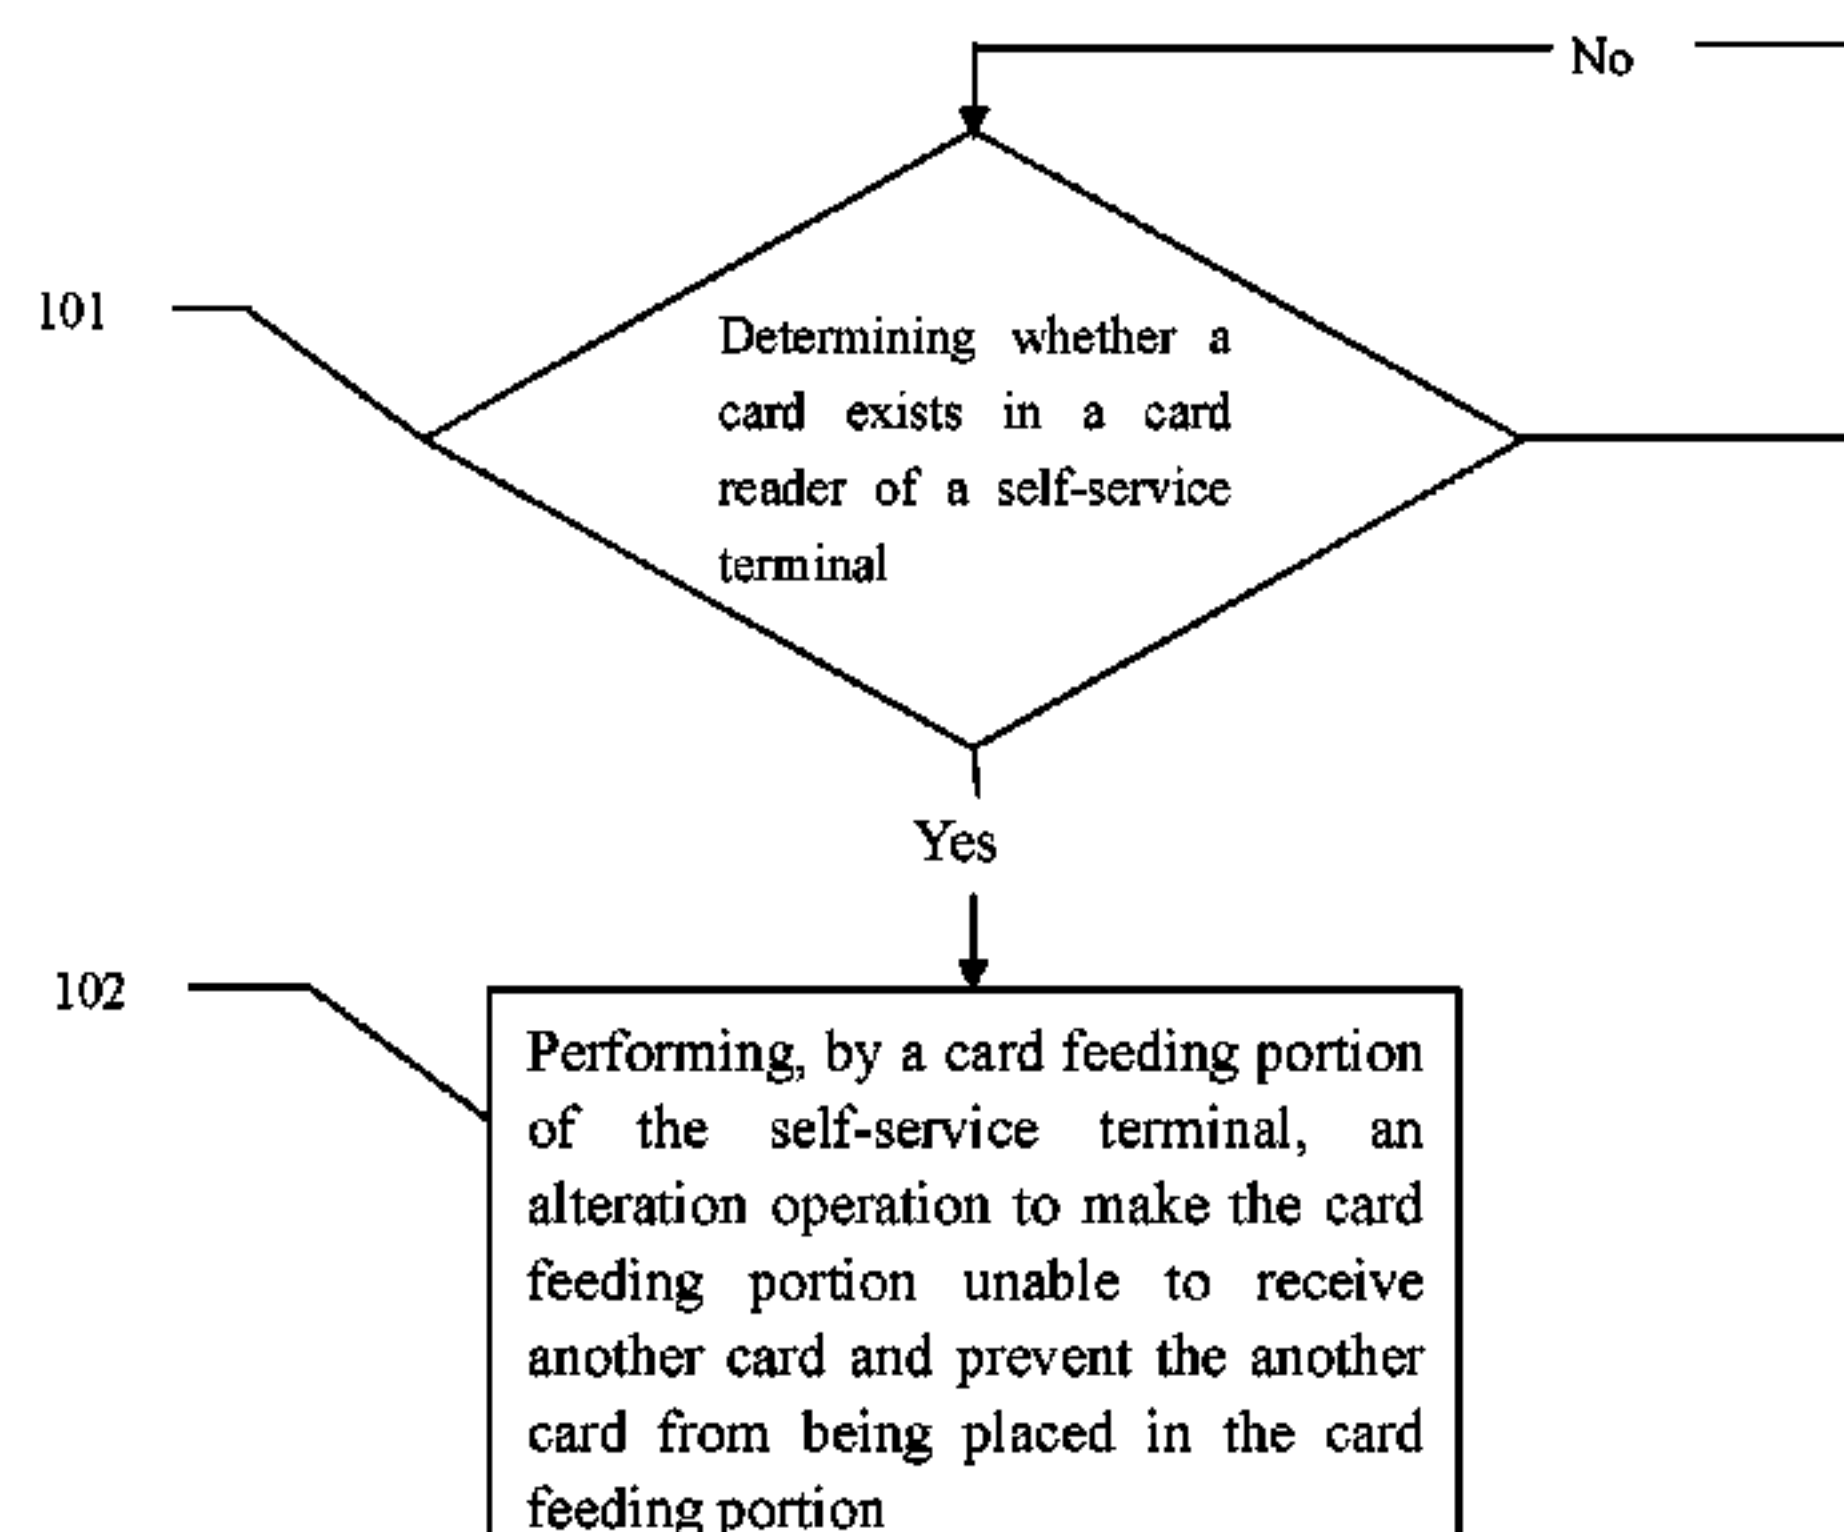 No
101
Determining whether a
card exists in a card
reader of a self-service
terminal
Yes
102
Performing, by a card feeding portion
of the self-service terminal, an
alteration operation to make the card
feeding portion unable to receive
another card and prevent the another
card from being placed in the card
feeding portion